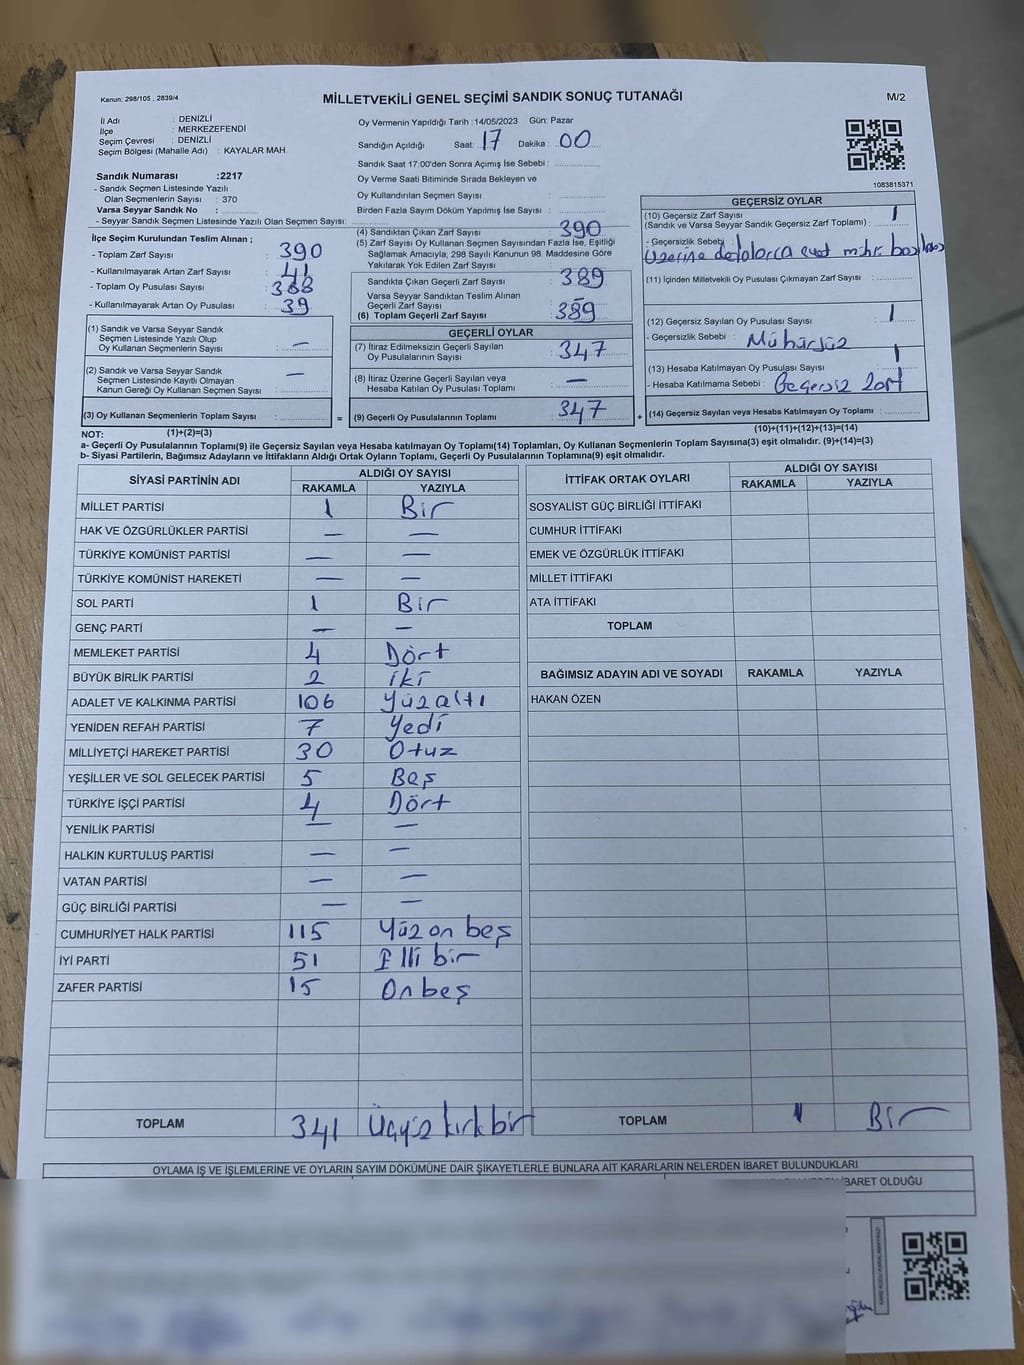 Kanun: 298/105 , 2839/4
MİLLETVEKİLİ GENEL SEÇİMİ SANDIK SONUÇ TUTANAĞI
M/2
İl Adı : DENİZLİ
İlçe : MERKEZEFENDİ
Seçim Çevresi : DENİZLİ
Seçim Bölgesi (Mahalle Adı) : KAYALAR MAH.
Oy Vermenin Yapıldığı Tarih :14/05/2023 Gün: Pazar
Sandığın Açıldığı Saat: 17 Dakika: 00
Sandık Saat 17:00'den Sonra Açımış İse Sebebi :
Oy Verme Saati Bitiminde Sırada Bekleyen ve
Oy Kullandırılan Seçmen Sayısı :
Birden Fazla Sayım Döküm Yapılmış İse Sayısı :
1083815371
Sandık Numarası :2217
- Sandık Seçmen Listesinde Yazılı
Olan Seçmenlerin Sayısı : 370
Varsa Seyyar Sandık No :
- Seyyar Sandık Seçmen Listesinde Yazılı Olan Seçmen Sayısı:
İlçe Seçim Kurulundan Teslim Alınan ;
- Toplam Zarf Sayısı : 390
- Kullanılmayarak Artan Zarf Sayısı : 41
- Toplam Oy Pusulası Sayısı : 388
- Kullanılmayarak Artan Oy Pusulası : 39
(1) Sandık ve Varsa Seyyar Sandık
Seçmen Listesinde Yazılı Olup
Oy Kullanan Seçmenlerin Sayısı : —
(2) Sandık ve Varsa Seyyar Sandık
Seçmen Listesinde Kayıtlı Olmayan
Kanun Gereği Oy Kullanan Seçmen Sayısı : —
(3) Oy Kullanan Seçmenlerin Toplam Sayısı :
(1)+(2)=(3)
(4) Sandıktan Çıkan Zarf Sayısı : 390
(5) Zarf Sayısı Oy Kullanan Seçmen Sayısından Fazla İse, Eşitliği
Sağlamak Amacıyla, 298 Sayılı Kanunun 98. Maddesine Göre
Yakılarak Yok Edilen Zarf Sayısı :
Sandıkta Çıkan Geçerli Zarf Sayısı : 389
Varsa Seyyar Sandıktan Teslim Alınan
Geçerli Zarf Sayısı :
(6) Toplam Geçerli Zarf Sayısı : 389
GEÇERLİ OYLAR
(7) İtiraz Edilmeksizin Geçerli Sayılan
Oy Pusulalarının Sayısı : 347
(8) İtiraz Üzerine Geçerli Sayılan veya
Hesaba Katılan Oy Pusulası Toplamı : —
= (9) Geçerli Oy Pusulalarının Toplamı : 347 +
GEÇERSİZ OYLAR
(10) Geçersiz Zarf Sayısı 1
(Sandık ve Varsa Seyyar Sandık Geçersiz Zarf Toplamı) :
- Geçersizlik Sebebi :
Üzerine defalarca evet mührü
(11) İçinden Milletvekili Oy Pusulası Çıkmayan Zarf Sayısı :
(12) Geçersiz Sayılan Oy Pusulası Sayısı : 1
- Geçersizlik Sebebi : Mühürsüz
(13) Hesaba Katılmayan Oy Pusulası Sayısı : 1
- Hesaba Katılmama Sebebi : Geçersiz zarf
(14) Geçersiz Sayılan veya Hesaba Katılmayan Oy Toplamı :
(10)+(11)+(12)+(13)=(14)
NOT:
a- Geçerli Oy Pusulalarının Toplamı(9) ile Geçersiz Sayılan veya Hesaba katılmayan Oy Toplamı(14) Toplamları, Oy Kullanan Seçmenlerin Toplam Sayısına(3) eşit olmalıdır. (9)+(14)=(3)
b- Siyasi Partilerin, Bağımsız Adayların ve İttifakların Aldığı Ortak Oyların Toplamı, Geçerli Oy Pusulalarının Toplamına(9) eşit olmalıdır.
SİYASİ PARTİNİN ADI ALDIĞI OY SAYISI
RAKAMLA YAZIYLA
MİLLET PARTİSİ 1 Bir
HAK VE ÖZGÜRLÜKLER PARTİSİ — —
TÜRKİYE KOMÜNİST PARTİSİ — —
TÜRKİYE KOMÜNİST HAREKETİ — —
SOL PARTİ 1 Bir
GENÇ PARTİ — —
MEMLEKET PARTİSİ 4 Dört
BÜYÜK BİRLİK PARTİSİ 2 iki
ADALET VE KALKINMA PARTİSİ 106 Yüzaltı
YENİDEN REFAH PARTİSİ 7 Yedi
MİLLİYETÇİ HAREKET PARTİSİ 30 Otuz
YEŞİLLER VE SOL GELECEK PARTİSİ 5 Beş
TÜRKİYE İŞÇİ PARTİSİ 4 Dört
YENİLİK PARTİSİ — —
HALKIN KURTULUŞ PARTİSİ — —
VATAN PARTİSİ — —
GÜÇ BİRLİĞİ PARTİSİ — —
CUMHURİYET HALK PARTİSİ 115 Yüz on beş
İYİ PARTİ 51 Elli bir
ZAFER PARTİSİ 15 Onbeş
TOPLAM 341 Üçyüz kırk bir
İTTİFAK ORTAK OYLARI ALDIĞI OY SAYISI
RAKAMLA YAZIYLA
SOSYALİST GÜÇ BİRLİĞİ İTTİFAKI
CUMHUR İTTİFAKI
EMEK VE ÖZGÜRLÜK İTTİFAKI
MİLLET İTTİFAKI
ATA İTTİFAKI
TOPLAM
BAĞIMSIZ ADAYIN ADI VE SOYADI RAKAMLA YAZIYLA
HAKAN ÖZEN
TOPLAM 1 Bir
OYLAMA İŞ VE İŞLEMLERİNE VE OYLARIN SAYIM DÖKÜMÜNE DAİR ŞİKAYETLERLE BUNLARA AİT KARARLARIN NELERDEN İBARET BULUNDUKLARI
İBARET OLDUĞU